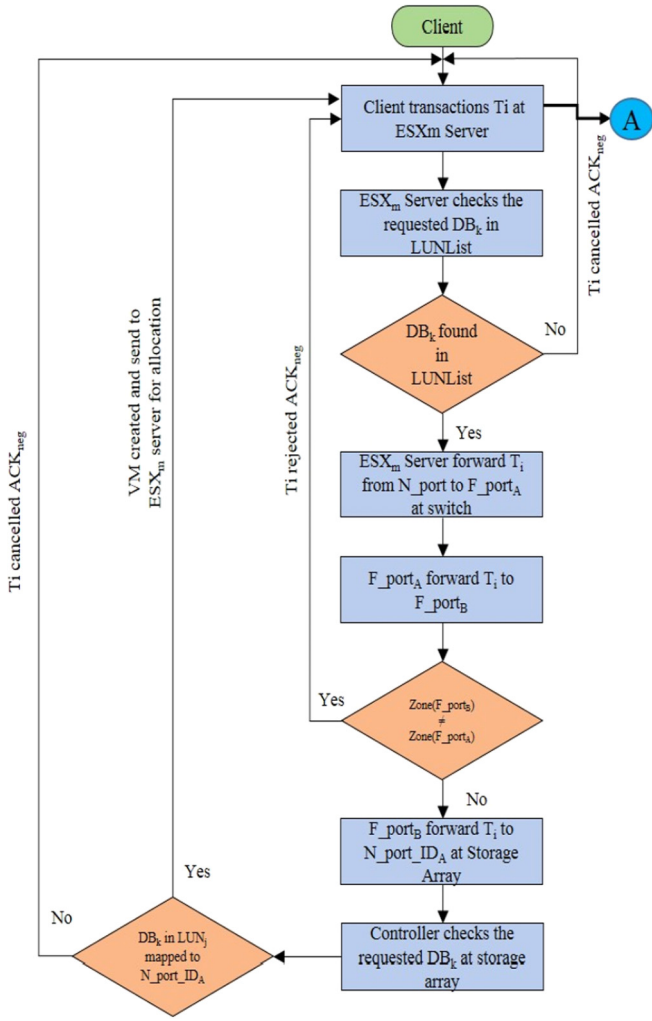 Client
Client transactions Ti at
ESXm Server
A
ESXₘ Server checks the
requested DBₖ in
LUNList
Ti cancelled ACKₙₑg
DBₖ found
in
LUNList
No
Yes
VM created and send to
ESXₘ server for allocation
Ti rejected ACKₙₑg
Ti cancelled ACKₙₑg
ESXₘ Server forward Tᵢ
from N_port to F_portA
at switch
F_portA forward Tᵢ to
F_portB
Yes
Zone(F_portB)
≠
Zone(F_portA)
No
F_portB forward Tᵢ to
N_port_IDA at Storage
Array
Yes
No
DBₖ in LUNⱼ
mapped to
N_port_IDA
Controller checks the
requested DBₖ at storage
array